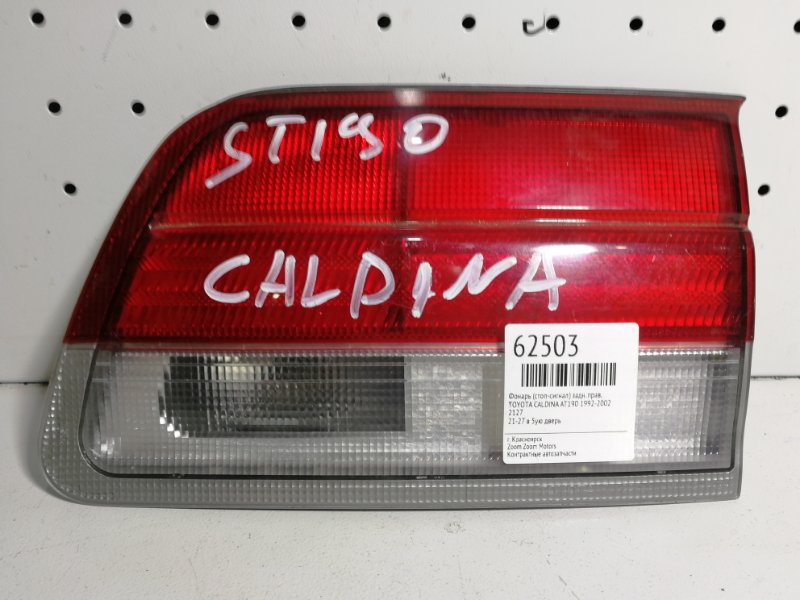 ST190
CALDINA
62503
Фонарь (стоп-сигнал) задн. прав.
TOYOTA CALDINA AT190 1992-2002
2127
21-27 в 5ую дверь
г. Красноярск
Zoom Zoom Motors
Контрактные автозапчасти